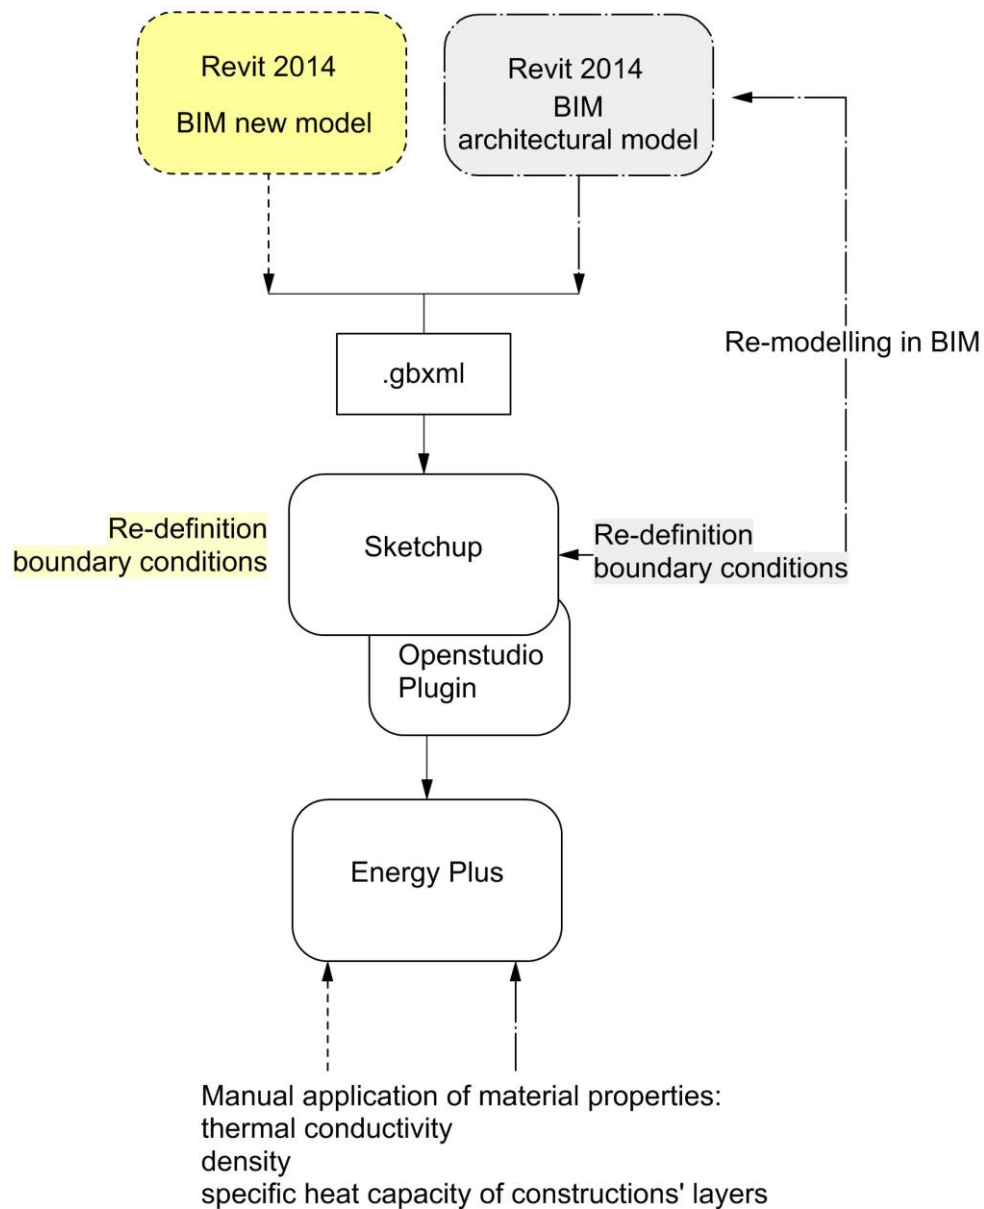 Revit 2014
BIM new model
Revit 2014
BIM
architectural model
Re-modelling in BIM
.gbxml
Re-definition
boundary conditions
Sketchup
Re-definition
boundary conditions
Openstudio
Plugin
Energy Plus
Manual application of material properties:
thermal conductivity
density
specific heat capacity of constructions' layers